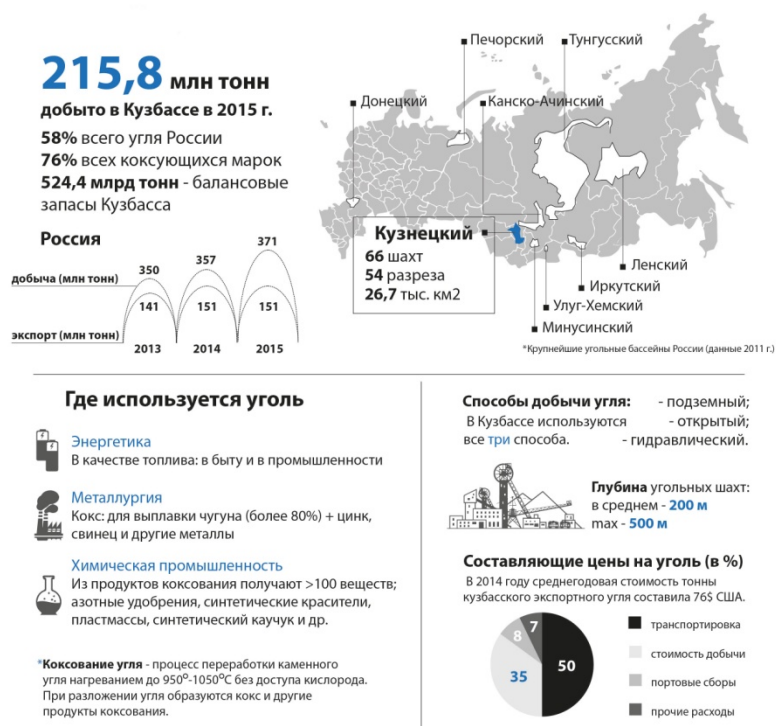 215,8 млн тонн
добыто в Кузбассе в 2015 г.
58% всего угля России
76% всех коксующихся марок
524,4 млрд тонн - балансовые
запасы Кузбасса
Россия
добыча (млн тонн)
350
357
371
141
151
151
экспорт (млн тонн)
2013
2014
2015
Печорский
Тунгусский
Донецкий
Канско-Ачинский
Кузнецкий
66 шахт
54 разреза
26,7 тыс. км2
Ленский
Иркутский
Улуг-Хемский
Минусинский
*Крупнейшие угольные бассейны России (данные 2011 г.)
Где используется уголь
Энергетика
В качестве топлива: в быту и в промышленности
Металлургия
Кокс: для выплавки чугуна (более 80%) + цинк,
свинец и другие металлы
Химическая промышленность
Из продуктов коксования получают >100 веществ;
азотные удобрения, синтетические красители,
пластмассы, синтетический каучук и др.
*Коксование угля - процесс переработки каменного
угля нагреванием до 950⁰-1050⁰С без доступа кислорода.
При разложении угля образуются кокс и другие
продукты коксования.
Способы добычи угля: - подземный;
В Кузбассе используются - открытый;
все три способа. - гидравлический.
Глубина угольных шахт:
в среднем - 200 м
max - 500 м
Составляющие цены на уголь (в %)
В 2014 году среднегодовая стоимость тонны
кузбасского экспортного угля составила 76$ США.
7
8
35
50
транспортировка
стоимость добычи
портовые сборы
прочие расходы